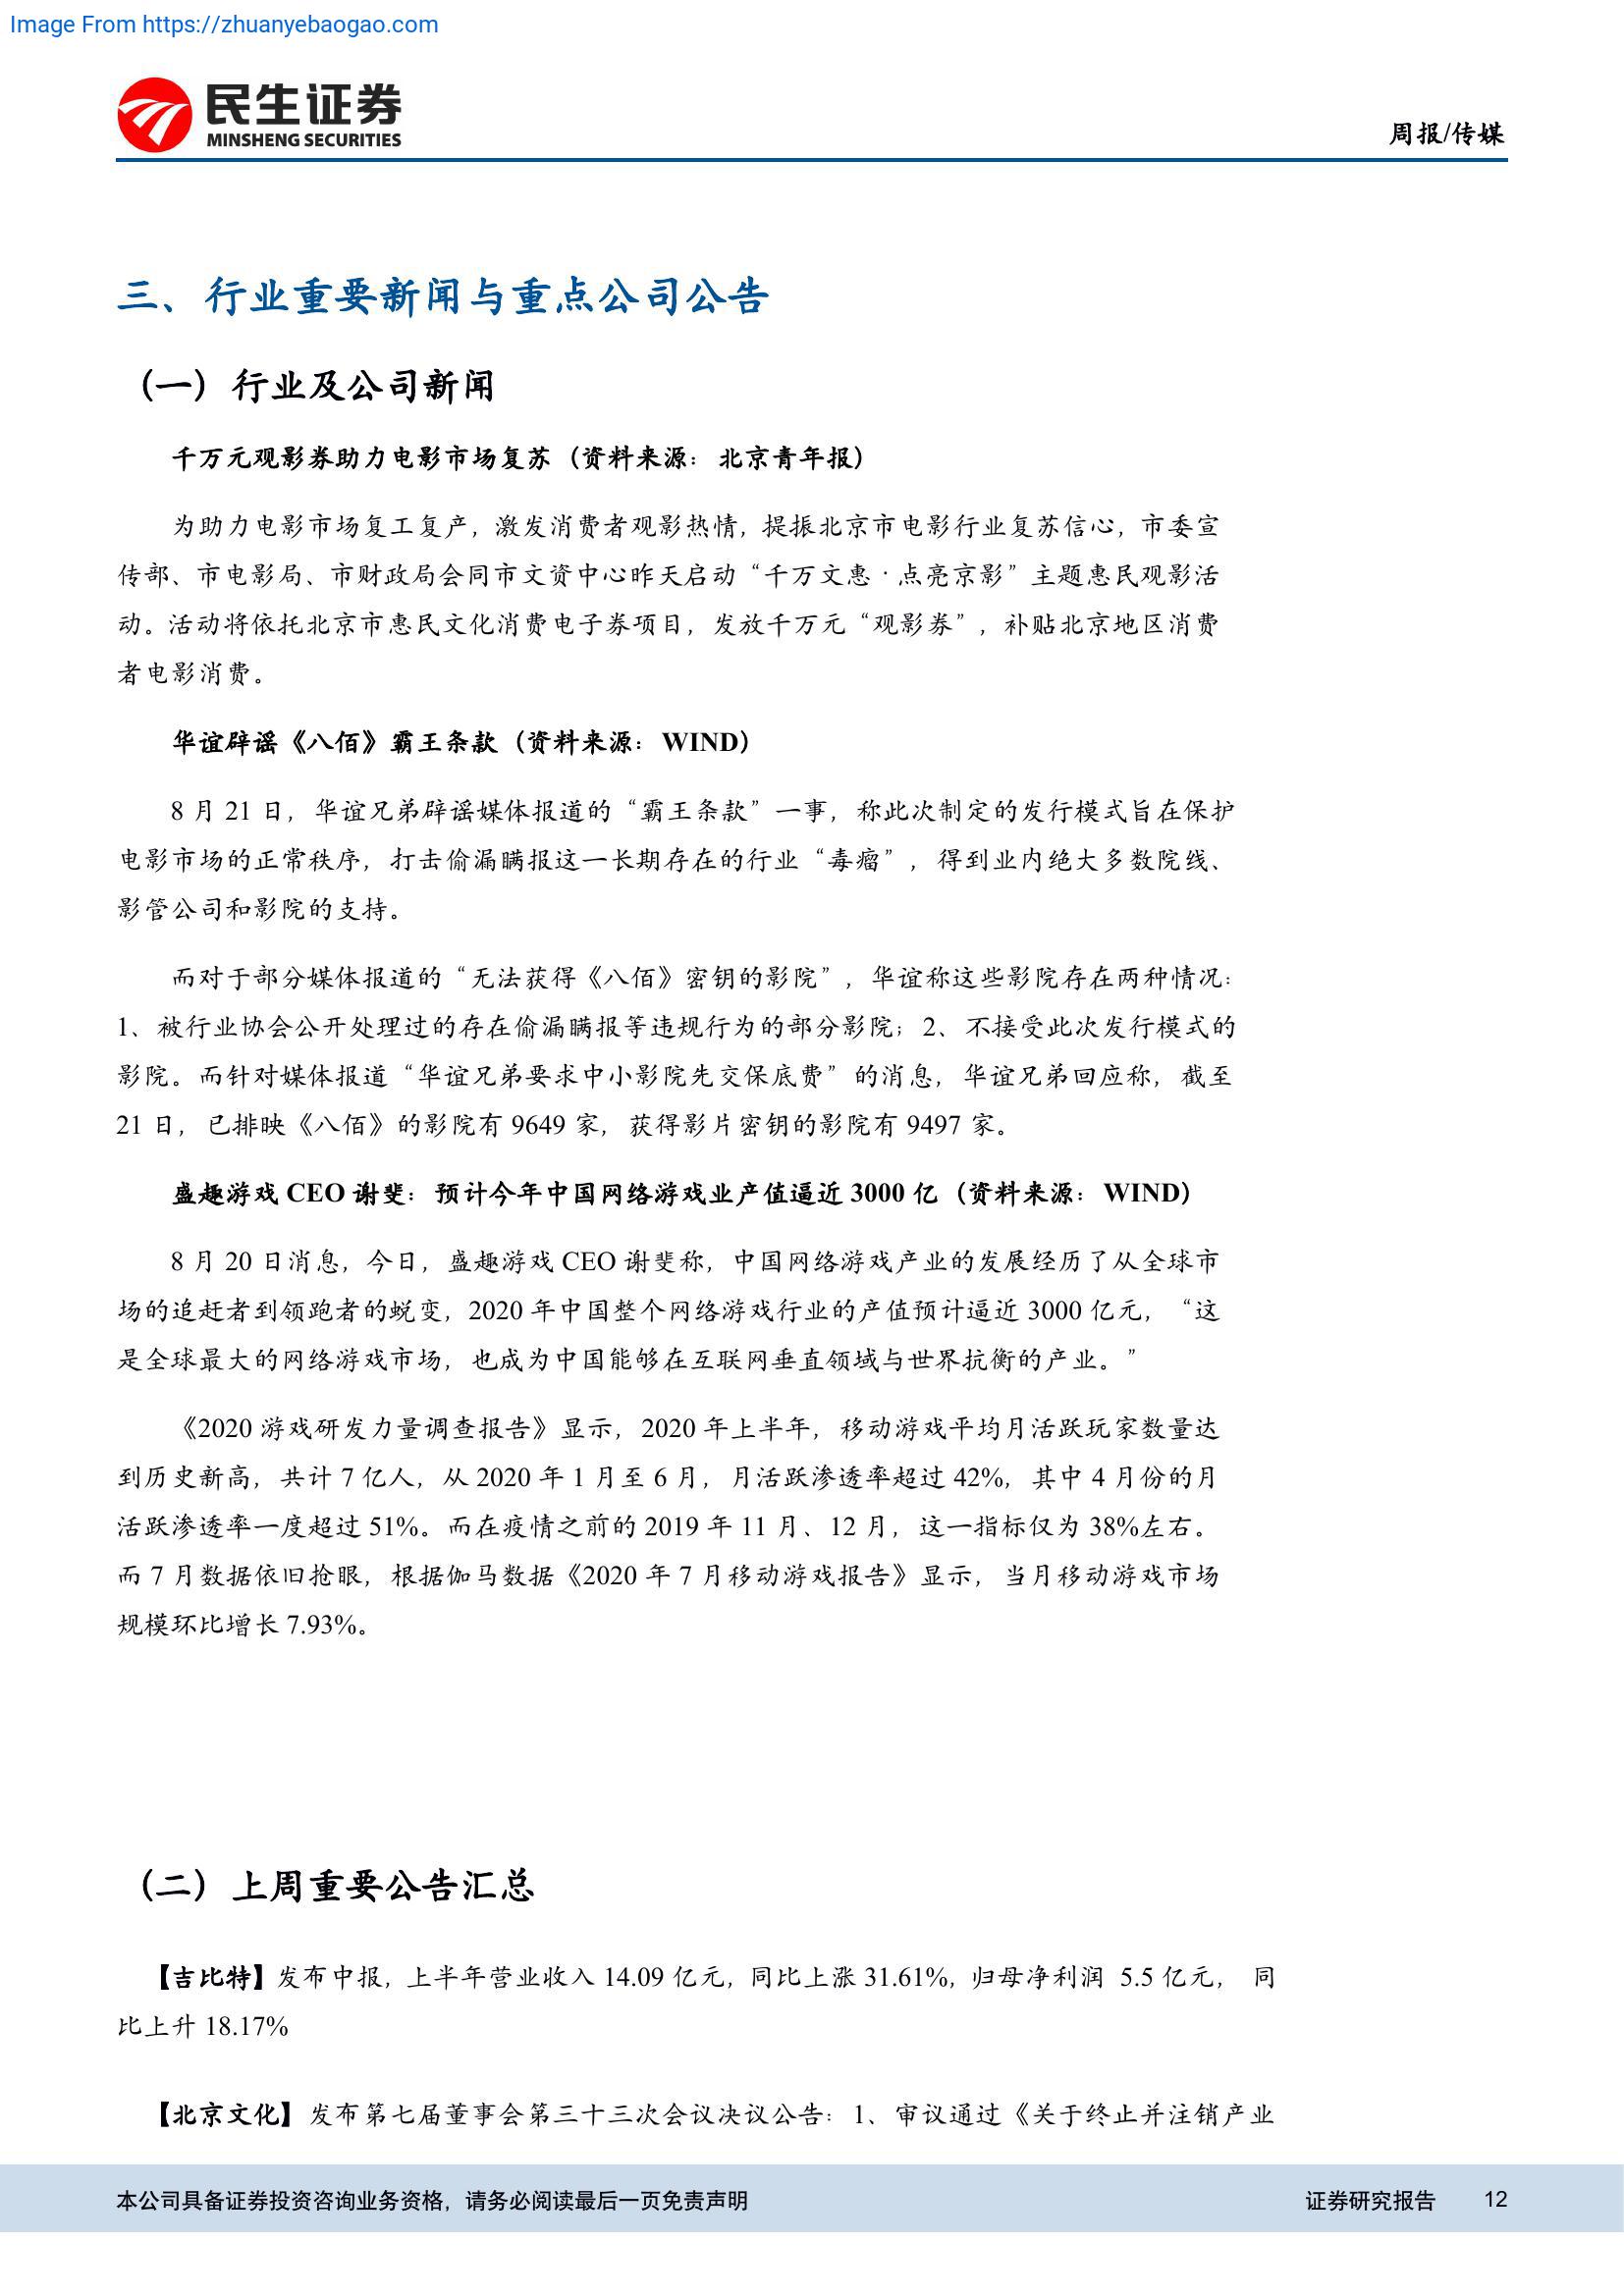 Image From https://zhuanyebaogao.com
民生证券
MINSHENG SECURITIES
周报/传媒
三、行业重要新闻与重点公司公告
（一）行业及公司新闻
千万元观影券助力电影市场复苏（资料来源：北京青年报）
为助力电影市场复工复产，激发消费者观影热情，提振北京市电影行业复苏信心，市委宣
传部、市电影局、市财政局会同市文资中心昨天启动“千万文惠·点亮京影”主题惠民观影活
动。活动将依托北京市惠民文化消费电子券项目，发放千万元“观影券”，补贴北京地区消费
者电影消费。
华谊辟谣《八佰》霸王条款（资料来源：WIND）
8 月 21 日，华谊兄弟辟谣媒体报道的“霸王条款”一事，称此次制定的发行模式旨在保护
电影市场的正常秩序，打击偷漏瞒报这一长期存在的行业“毒瘤”，得到业内绝大多数院线、
影管公司和影院的支持。
而对于部分媒体报道的“无法获得《八佰》密钥的影院”，华谊称这些影院存在两种情况：
1、被行业协会公开处理过的存在偷漏瞒报等违规行为的部分影院；2、不接受此次发行模式的
影院。而针对媒体报道“华谊兄弟要求中小影院先交保底费”的消息，华谊兄弟回应称，截至
21 日，已排映《八佰》的影院有 9649 家，获得影片密钥的影院有 9497 家。
盛趣游戏 CEO 谢斐：预计今年中国网络游戏业产值逼近 3000 亿（资料来源：WIND）
8 月 20 日消息，今日，盛趣游戏 CEO 谢斐称，中国网络游戏产业的发展经历了从全球市
场的追赶者到领跑者的蜕变，2020 年中国整个网络游戏行业的产值预计逼近 3000 亿元，“这
是全球最大的网络游戏市场，也成为中国能够在互联网垂直领域与世界抗衡的产业。”
《2020 游戏研发力量调查报告》显示，2020 年上半年，移动游戏平均月活跃玩家数量达
到历史新高，共计 7 亿人，从 2020 年 1 月至 6 月，月活跃渗透率超过 42%，其中 4 月份的月
活跃渗透率一度超过 51%。而在疫情之前的 2019 年 11 月、12 月，这一指标仅为 38%左右。
而 7 月数据依旧抢眼，根据伽马数据《2020 年 7 月移动游戏报告》显示，当月移动游戏市场
规模环比增长 7.93%。
（二）上周重要公告汇总
【吉比特】发布中报，上半年营业收入 14.09 亿元，同比上涨 31.61%，归母净利润 5.5 亿元， 同
比上升 18.17%
【北京文化】发布第七届董事会第三十三次会议决议公告：1、审议通过《关于终止并注销产业
本公司具备证券投资咨询业务资格，请务必阅读最后一页免责声明
证券研究报告 12